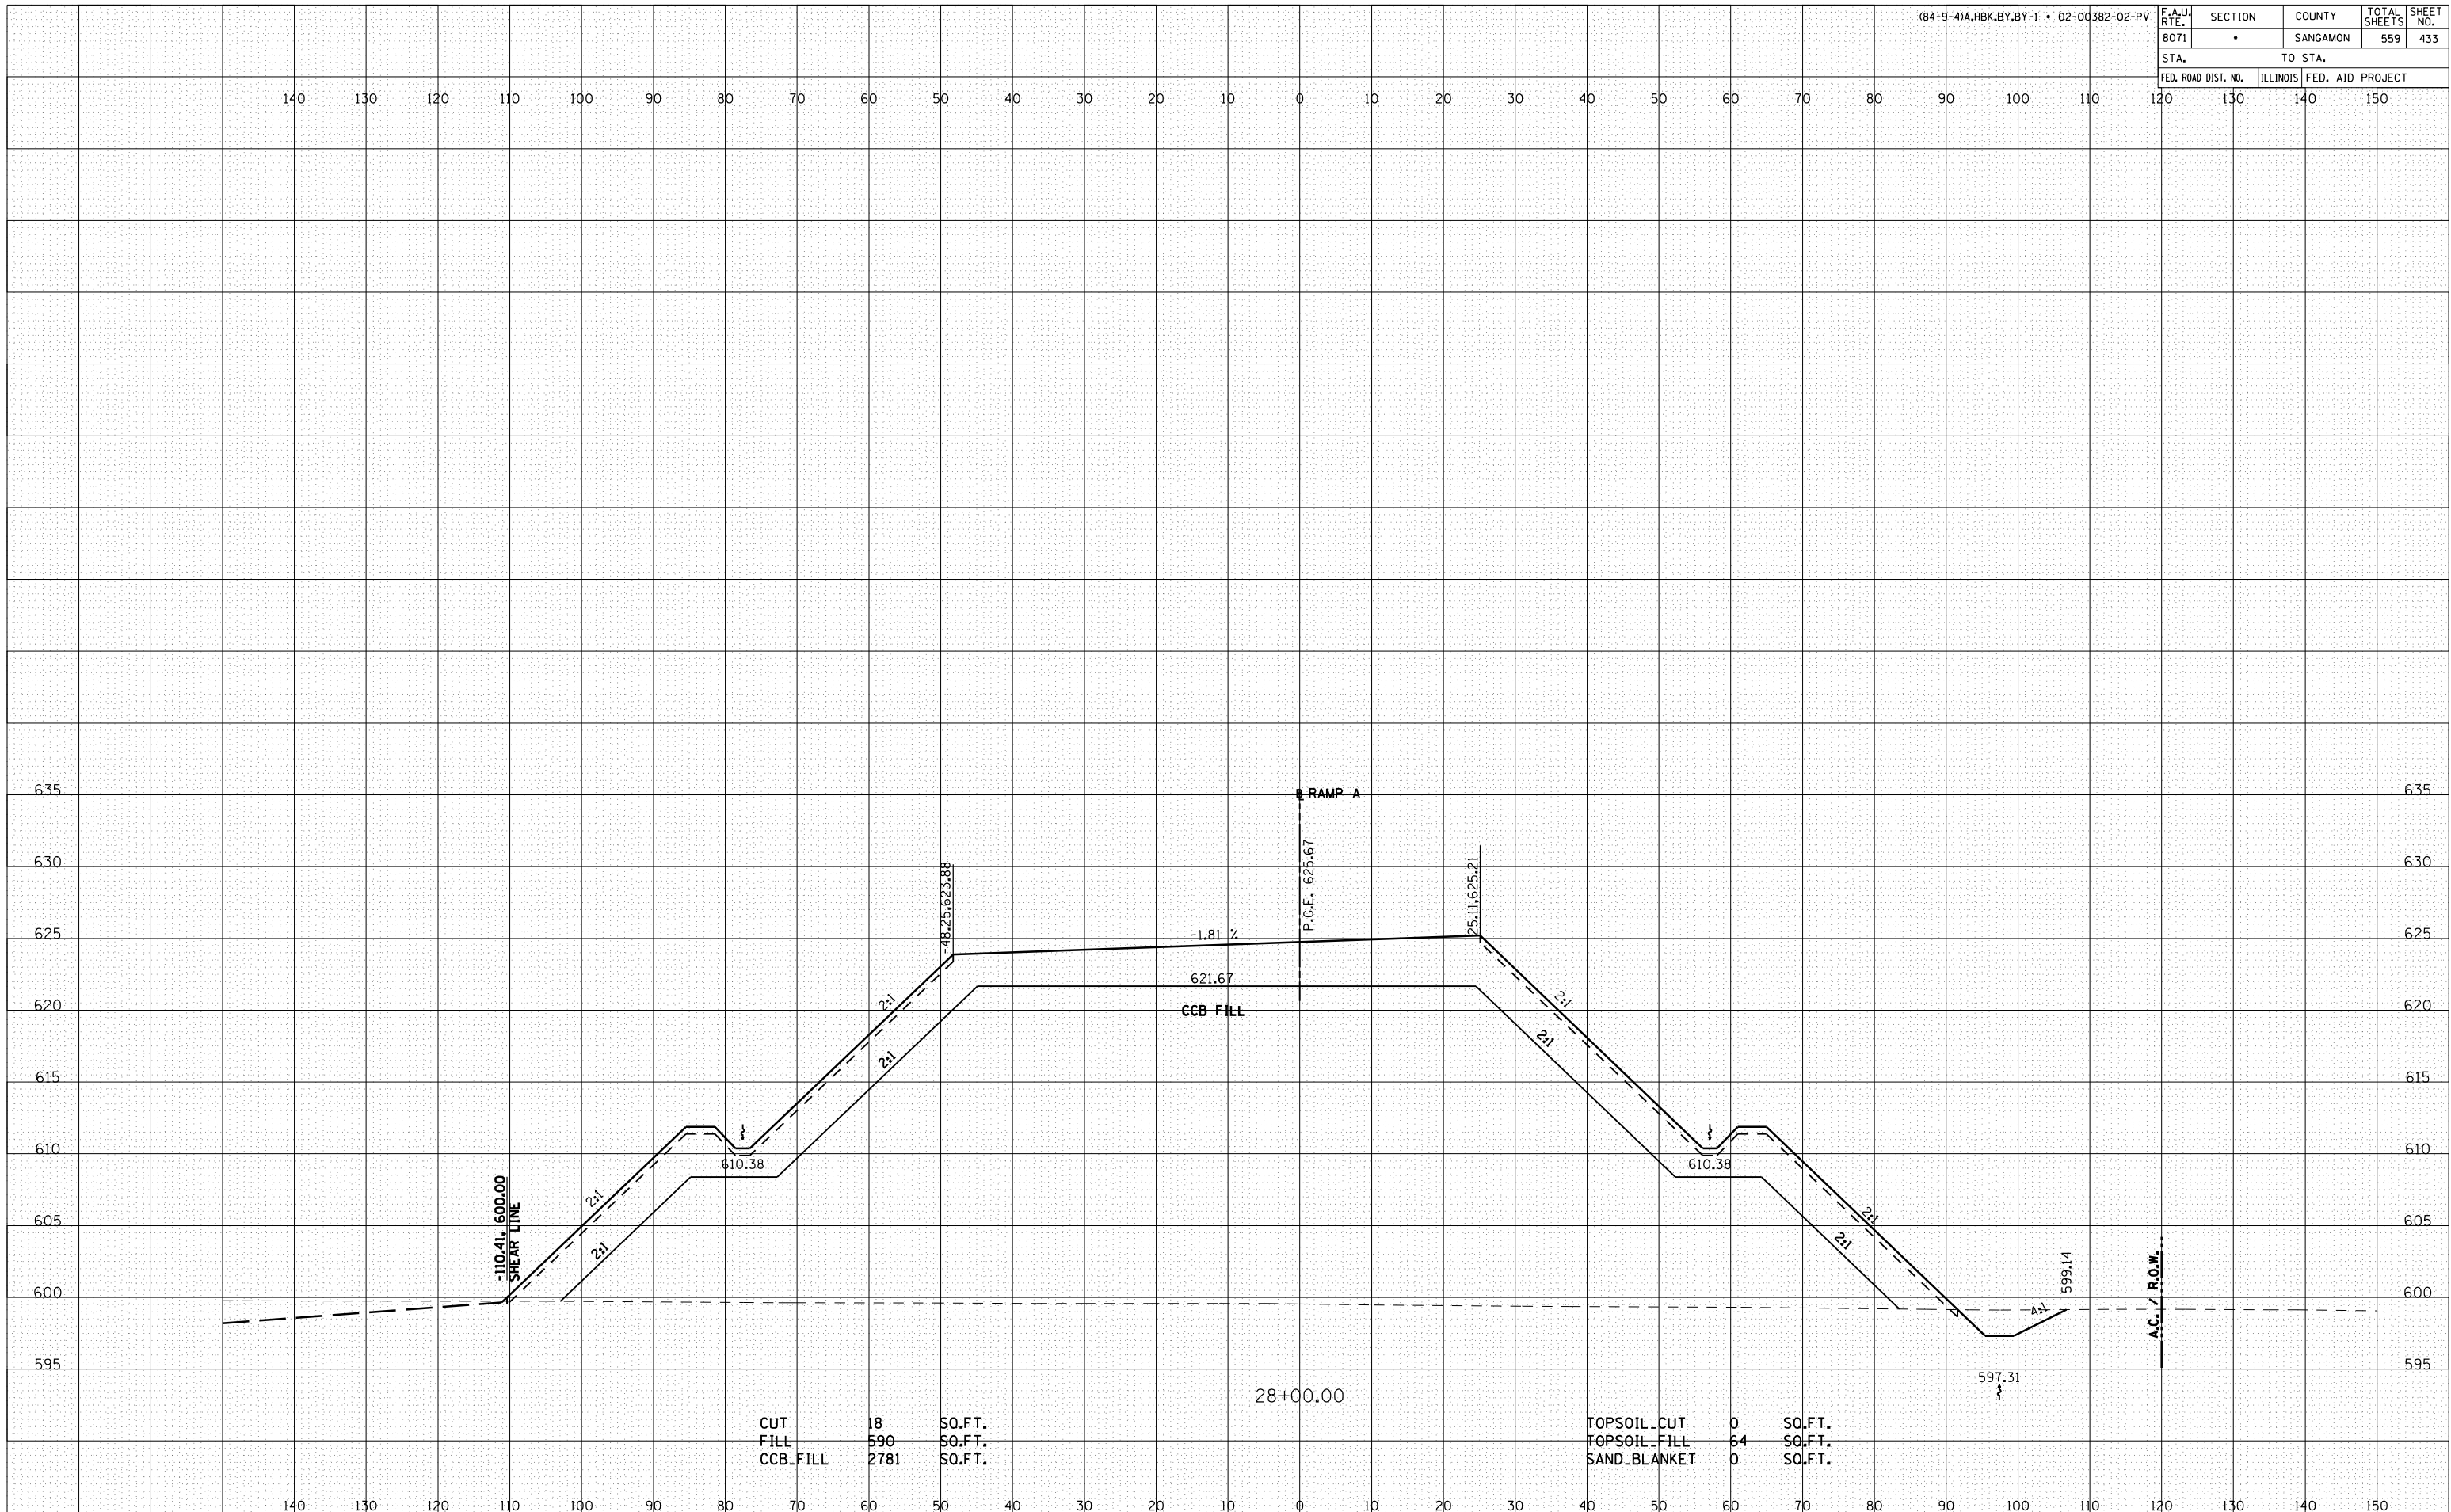 (84-9-4)A,HBK,BY,BY-1 • 02-00382-02-PV
F.A.U. RTE. SECTION COUNTY TOTAL SHEETS SHEET NO.
8071 • SANGAMON 559 433
STA. TO STA.
FED. ROAD DIST. NO. ILLINOIS FED. AID PROJECT
140 130 120 110 100 90 80 70 60 50 40 30 20 10 0 10 20 30 40 50 60 70 80 90 100 110 120 130 140 150
635 635
B RAMP A
630 630
P.G.E. 625.67
-48.25,623.88
25.11,625.21
625 625
-1.81 %
621.67
2:1
2:1
620 620
CCB FILL
2:1
2:1
615 615
610 610
610.38
610.38
-110.41, 600.00
SHEAR LINE
2:1
2:1
605 605
2:1
2:1
599.14
A.C. / R.O.W.
600 600
4:1
595 595
597.31
28+00.00
CUT 18 SQ.FT.
FILL 590 SQ.FT.
CCB_FILL 2781 SQ.FT.
TOPSOIL_CUT 0 SQ.FT.
TOPSOIL_FILL 64 SQ.FT.
SAND_BLANKET 0 SQ.FT.
140 130 120 110 100 90 80 70 60 50 40 30 20 10 0 10 20 30 40 50 60 70 80 90 100 110 120 130 140 150